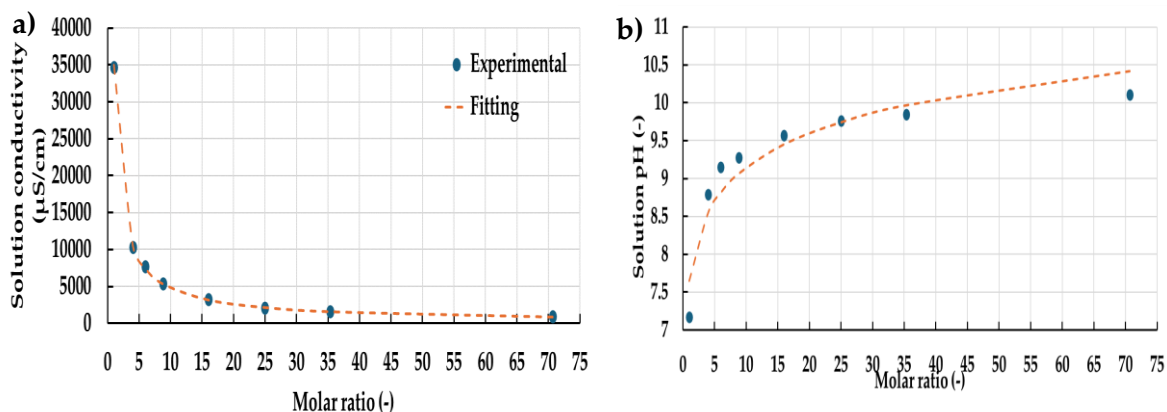 a)
Solution conductivity
(µS/cm)
40000
35000
30000
25000
20000
15000
10000
5000
0
Experimental
Fitting
0 5 10 15 20 25 30 35 40 45 50 55 60 65 70 75
Molar ratio (-)
b)
Solution pH (-)
11
10.5
10
9.5
9
8.5
8
7.5
7
0 5 10 15 20 25 30 35 40 45 50 55 60 65 70 75
Molar ratio (-)